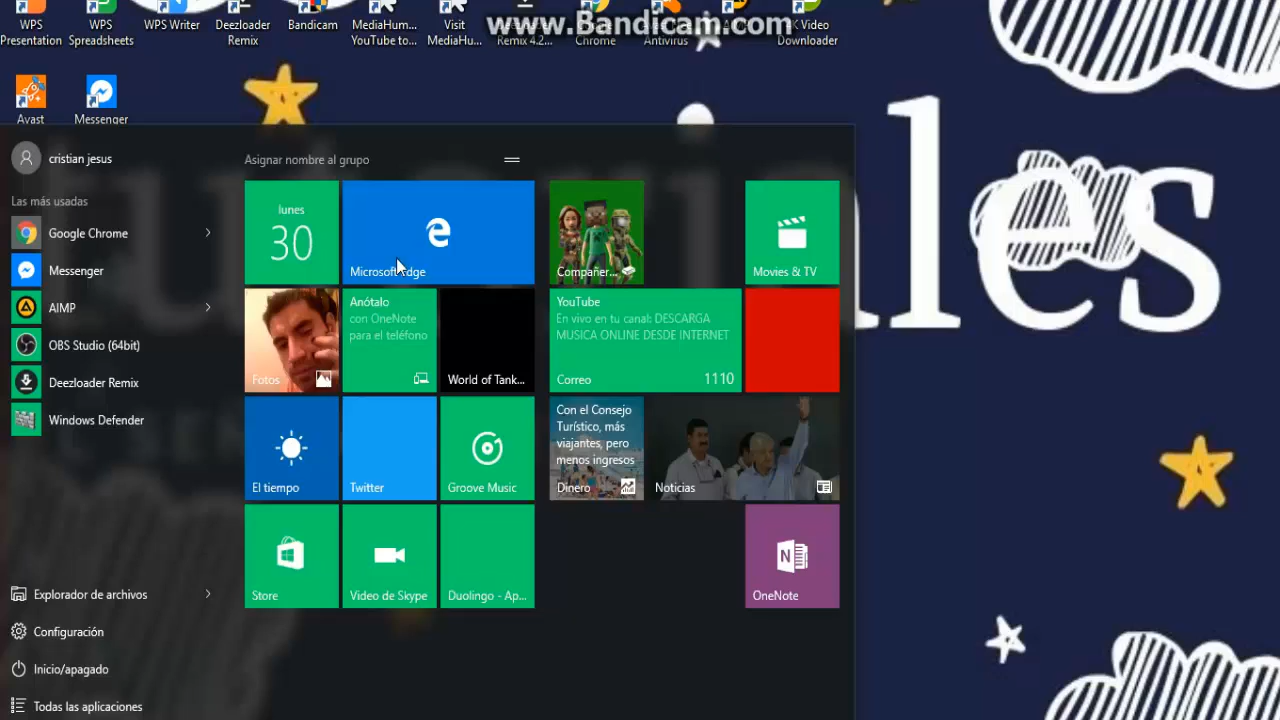 www.Bandicam.com
WPS
Presentation
WPS
Spreadsheets
WPS Writer
Deezloader
Remix
Bandicam
MediaHum...
YouTube to...
Visit
MediaHu...
Remix 4.2...
Chrome
Antivirus
K Video
Downloader
Avast
Messenger
cristian jesus
Las más usadas
Google Chrome
Messenger
AIMP
OBS Studio (64bit)
Deezloader Remix
Windows Defender
Explorador de archivos
Configuración
Inicio/apagado
Todas las aplicaciones
Asignar nombre al grupo
lunes
30
Microsoft Edge
Compañer...
Movies & TV
Fotos
Anótalo
con OneNote
para el teléfono
World of Tank...
YouTube
En vivo en tu canal: DESCARGA
MUSICA ONLINE DESDE INTERNET
Correo 1110
El tiempo
Twitter
Groove Music
Con el Consejo
Turístico, más
viajantes, pero
menos ingresos
Dinero
Noticias
Store
Video de Skype
Duolingo - Ap...
OneNote
ales